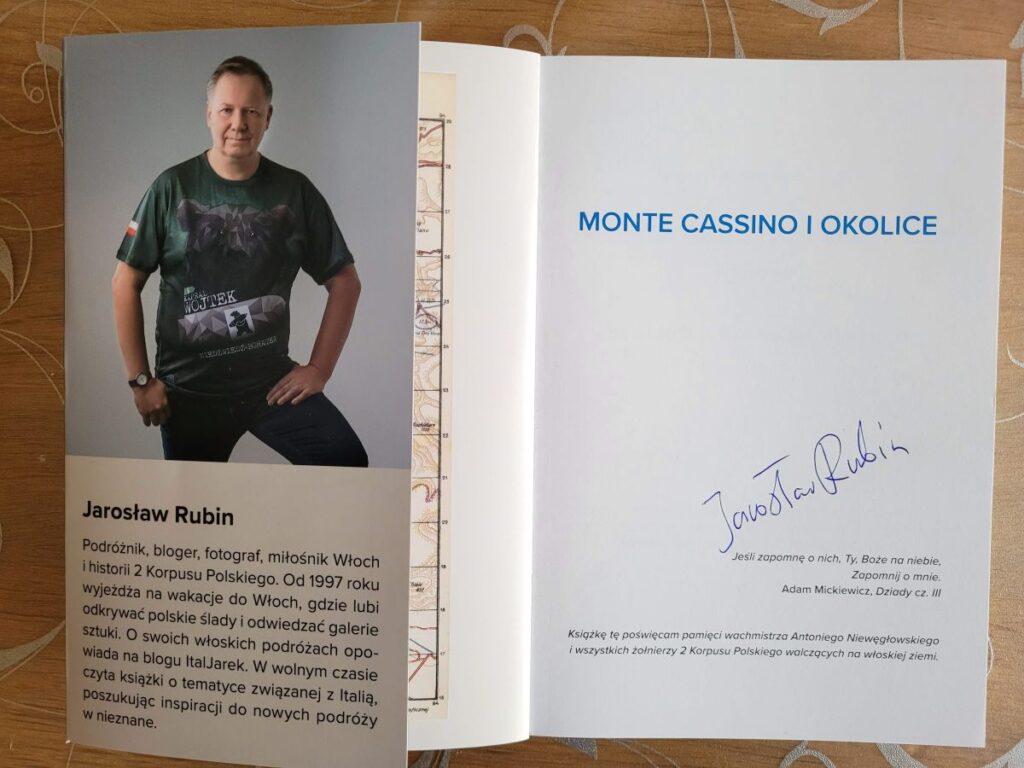 WOJTEK
NIEDŹWIEDŹ-BOHATER
Jarosław Rubin
Podróżnik, bloger, fotograf, miłośnik Włoch
i historii 2 Korpusu Polskiego. Od 1997 roku
wyjeżdża na wakacje do Włoch, gdzie lubi
odkrywać polskie ślady i odwiedzać galerie
sztuki. O swoich włoskich podróżach opo-
wiada na blogu ItalJarek. W wolnym czasie
czyta książki o tematyce związanej z Italią,
poszukując inspiracji do nowych podróży
w nieznane.
MONTE CASSINO I OKOLICE
Jarosław Rubin
Jeśli zapomnę o nich, Ty, Boże na niebie,
Zapomnij o mnie.
Adam Mickiewicz, Dziady cz. III
Książkę tę poświęcam pamięci wachmistrza Antoniego Niewęgłowskiego
i wszystkich żołnierzy 2 Korpusu Polskiego walczących na włoskiej ziemi.